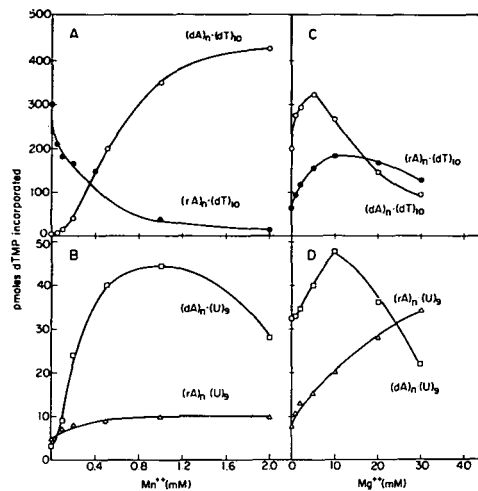 500
A
(dA)n·(dT)10
C
400
300
(rA)n·(dT)10
200
100
(rA)n·(dT)10
(dA)n·(dT)10
0
pmoles dTMP incorporated
B
D
50
40
(dA)n·(U)9
(rA)n(U)9
30
20
(rA)n(U)9
(dA)n(U)9
10
0
0 0.4 0.8 1.2 1.6 2.0
0 10 20 30
Mn++(mM)
Mg++(mM)